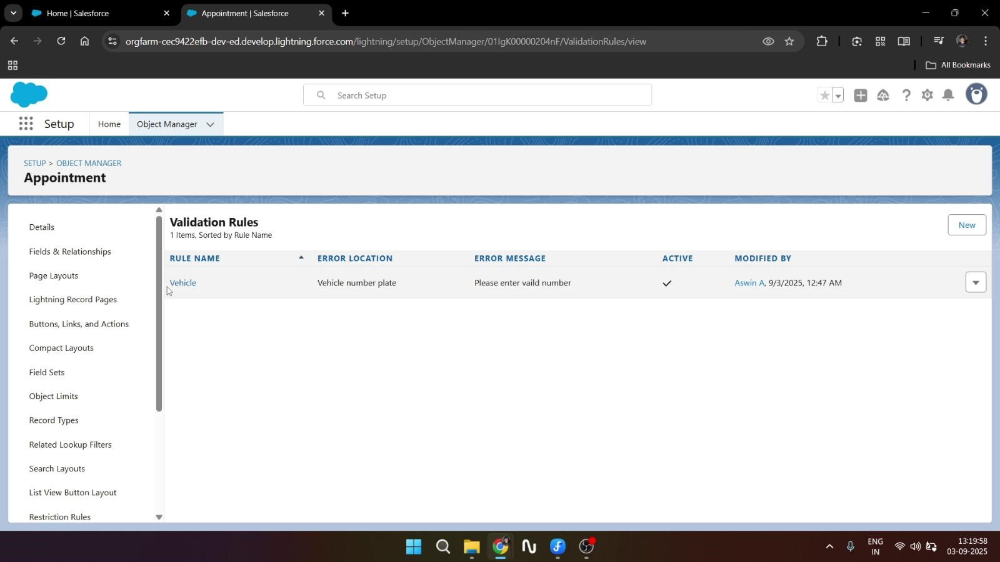 Home | Salesforce
Appointment | Salesforce
orgfarm-cec9422efb-dev-ed.develop.lightning.force.com/lightning/setup/ObjectManager/01IgK00000204nF/ValidationRules/view
All Bookmarks
Search Setup
Setup
Home
Object Manager
SETUP > OBJECT MANAGER
Appointment
Details
Fields & Relationships
Page Layouts
Lightning Record Pages
Buttons, Links, and Actions
Compact Layouts
Field Sets
Object Limits
Record Types
Related Lookup Filters
Search Layouts
List View Button Layout
Restriction Rules
Validation Rules
1 Items, Sorted by Rule Name
New
RULE NAME ERROR LOCATION ERROR MESSAGE ACTIVE MODIFIED BY
Vehicle Vehicle number plate Please enter vaild number Aswin A, 9/3/2025, 12:47 AM
ENG
IN
13:19:58
03-09-2025